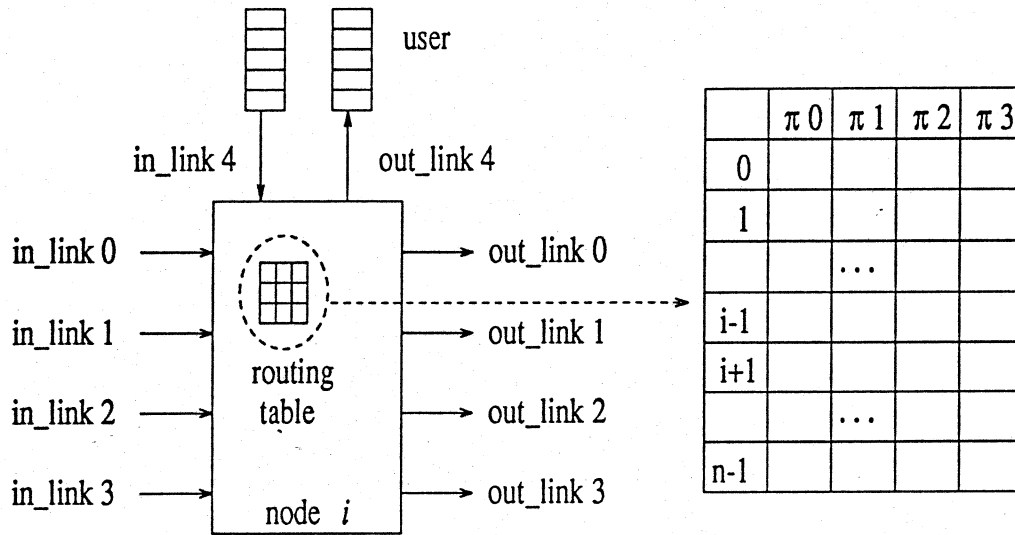 user
in_link 4
out_link 4
in_link 0
in_link 1
in_link 2
in_link 3
routing
table
node i
out_link 0
out_link 1
out_link 2
out_link 3
π 0 π 1 π 2 π 3
0
1
...
i-1
i+1
...
n-1